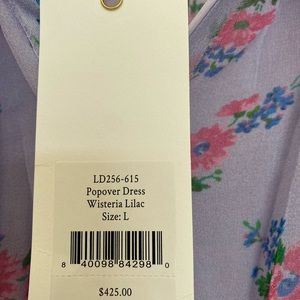 LD256-615
Popover Dress
Wisteria Lilac
Size: L
8 40098 84298 0
$425.00